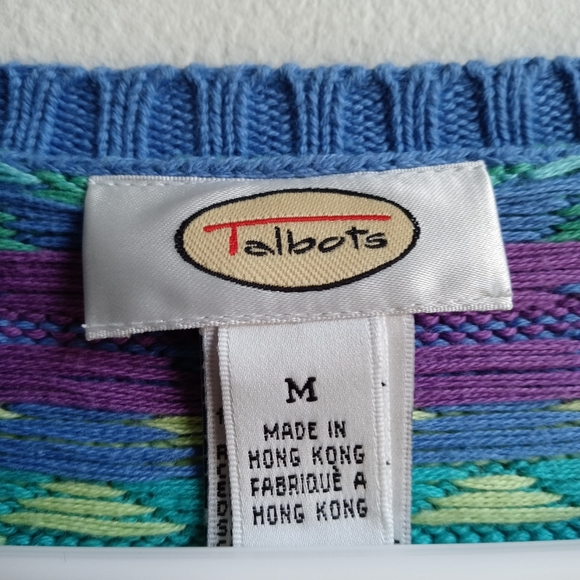 Talbots
M
MADE IN
HONG KONG
FABRIQUÈ A
HONG KONG